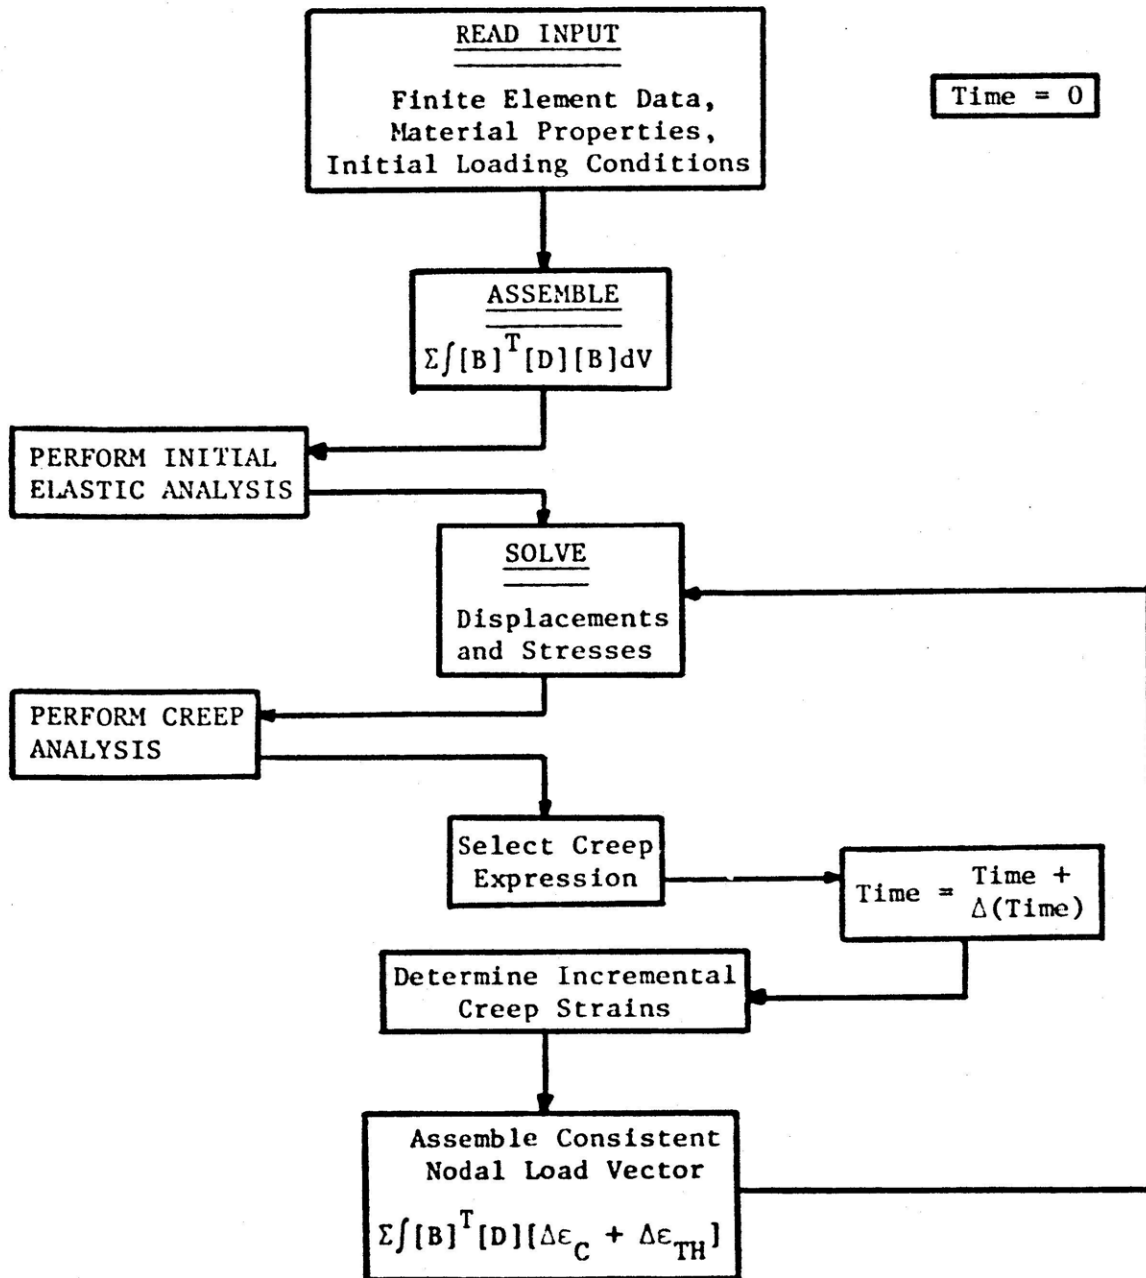 READ INPUT
Finite Element Data,
Material Properties,
Initial Loading Conditions
Time = 0
ASSEMBLE
Σ∫[B]^T[D][B]dV
PERFORM INITIAL
ELASTIC ANALYSIS
SOLVE
Displacements
and Stresses
PERFORM CREEP
ANALYSIS
Select Creep
Expression
Time = Time +
Δ(Time)
Determine Incremental
Creep Strains
Assemble Consistent
Nodal Load Vector
Σ∫[B]^T[D][Δε_C + Δε_TH]